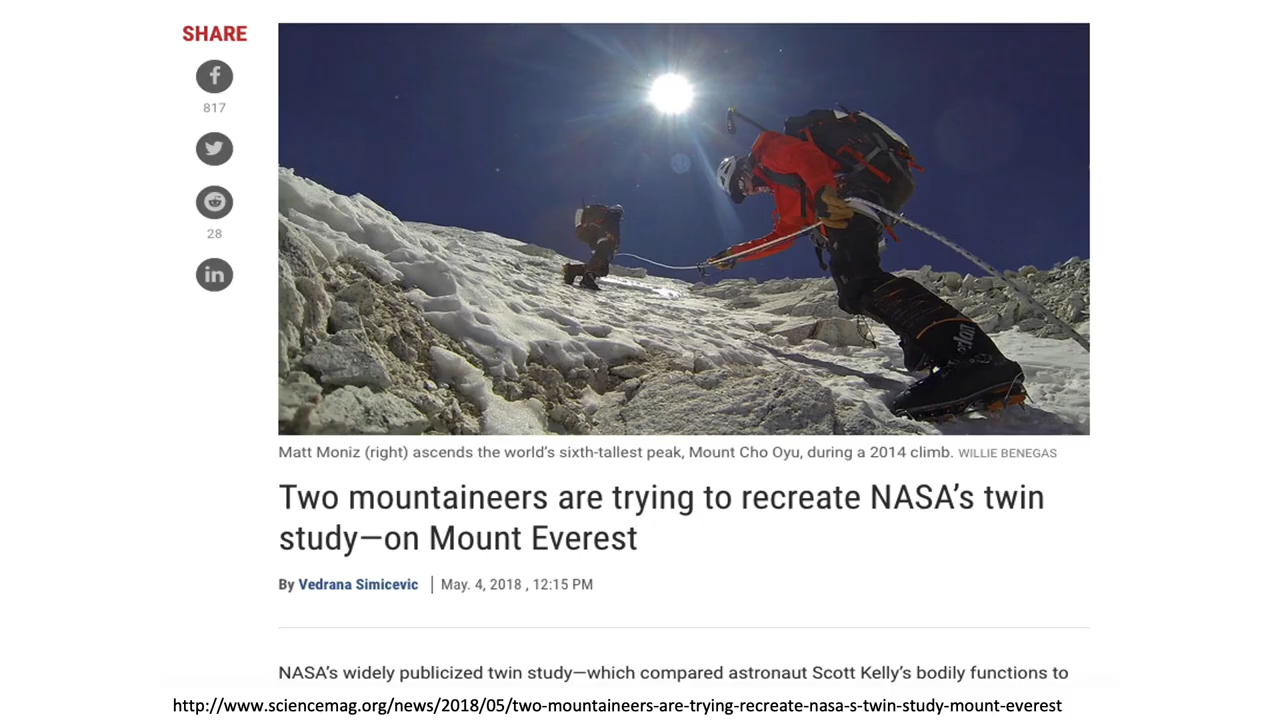 SHARE
817
28
Matt Moniz (right) ascends the world's sixth-tallest peak, Mount Cho Oyu, during a 2014 climb. WILLIE BENEGAS
Two mountaineers are trying to recreate NASA's twin
study—on Mount Everest
By Vedrana Simicevic | May. 4, 2018 , 12:15 PM
NASA's widely publicized twin study—which compared astronaut Scott Kelly's bodily functions to
http://www.sciencemag.org/news/2018/05/two-mountaineers-are-trying-recreate-nasa-s-twin-study-mount-everest